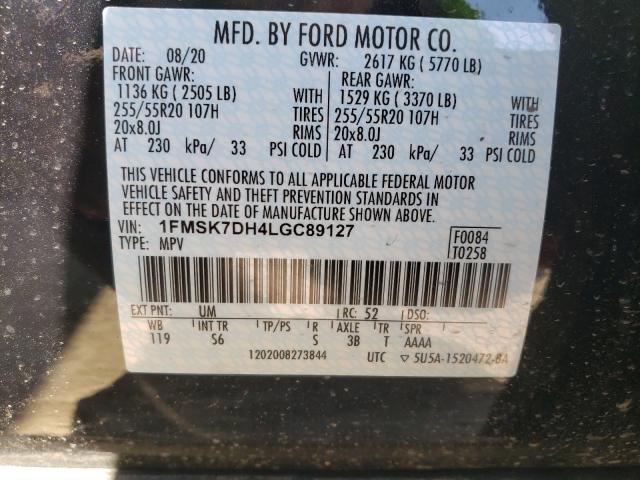 MFD. BY FORD MOTOR CO.
DATE: 08/20 GVWR: 2617 KG ( 5770 LB)
FRONT GAWR: REAR GAWR:
1136 KG ( 2505 LB) 1529 KG ( 3370 LB)
255/55R20 107H TIRES 255/55R20 107H TIRES
20x8.0J RIMS 20x8.0J RIMS
AT 230 kPa/ 33 PSI COLD AT 230 kPa/ 33 PSI COLD
THIS VEHICLE CONFORMS TO ALL APPLICABLE FEDERAL MOTOR
VEHICLE SAFETY AND THEFT PREVENTION STANDARDS IN
EFFECT ON THE DATE OF MANUFACTURE SHOWN ABOVE.
VIN: 1FMSK7DH4LGC89127
TYPE: MPV
F0084
T0258
EXT PNT: UM RC: 52 DSO:
WB INT TR TP/PS R AXLE TR SPR
119 S6 S 3B T AAAA
1202008273844 UTC ▽ 5U5A-1520472-BA